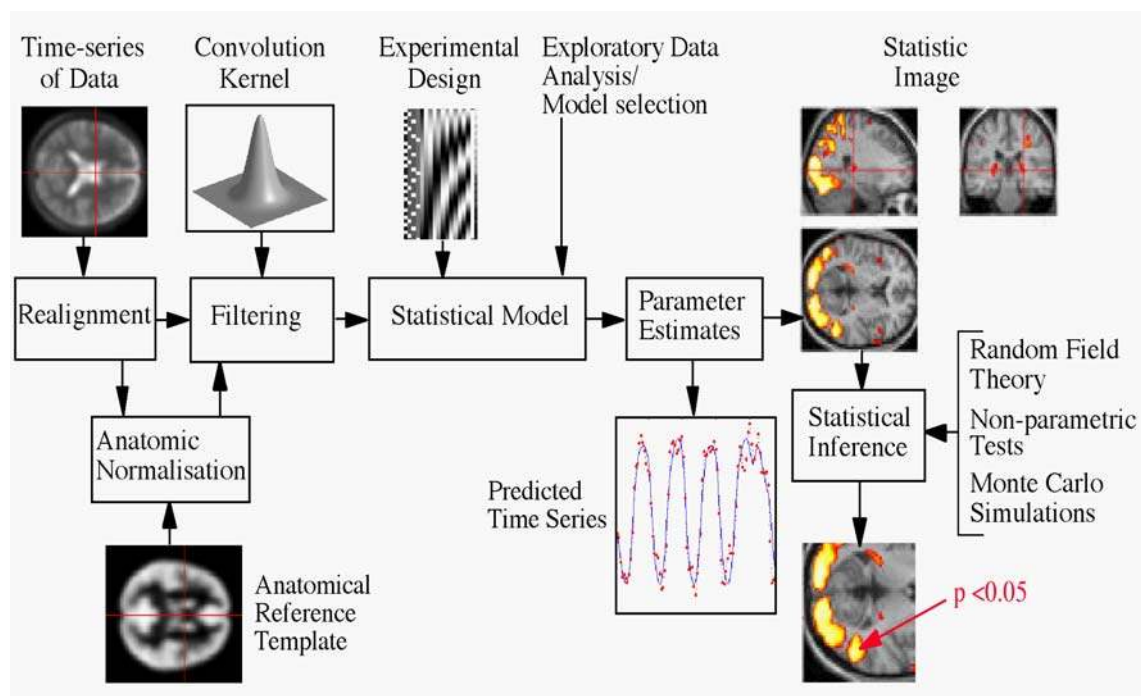 Time-series
of Data
Convolution
Kernel
Experimental
Design
Exploratory Data
Analysis/
Model selection
Statistic
Image
Realignment
Filtering
Statistical Model
Parameter
Estimates
Anatomic
Normalisation
Anatomical
Reference
Template
Predicted
Time Series
Statistical
Inference
Random Field
Theory
Non-parametric
Tests
Monte Carlo
Simulations
p <0.05